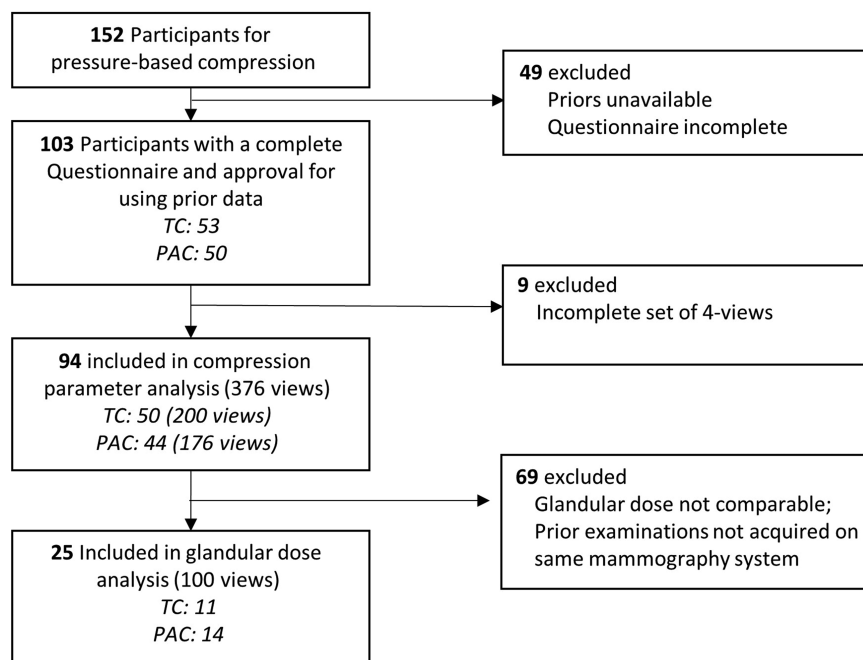 152 Participants for
pressure-based compression
49 excluded
Priors unavailable
Questionnaire incomplete
103 Participants with a complete
Questionnaire and approval for
using prior data
TC: 53
PAC: 50
9 excluded
Incomplete set of 4-views
94 included in compression
parameter analysis (376 views)
TC: 50 (200 views)
PAC: 44 (176 views)
69 excluded
Glandular dose not comparable;
Prior examinations not acquired on
same mammography system
25 Included in glandular dose
analysis (100 views)
TC: 11
PAC: 14